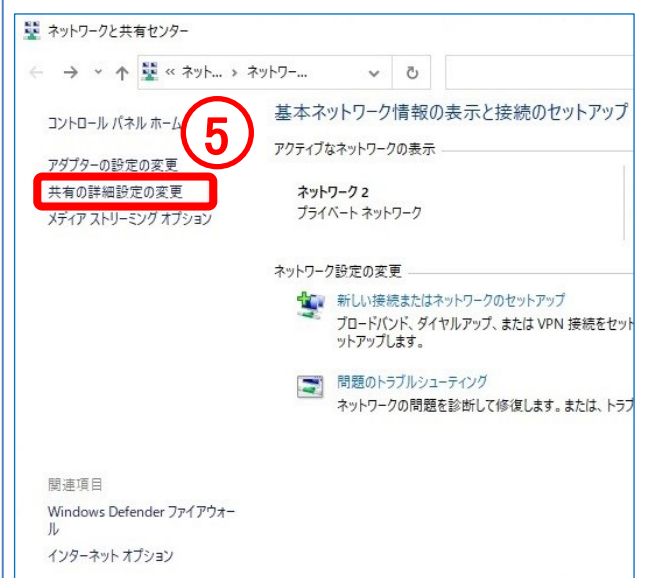 ネットワークと共有センター
« ネット... › ネットワー...
コントロール パネル ホーム
⑤
アダプターの設定の変更
共有の詳細設定の変更
メディア ストリーミング オプション
基本ネットワーク情報の表示と接続のセットアップ
アクティブなネットワークの表示
ネットワーク 2
プライベート ネットワーク
ネットワーク設定の変更
新しい接続またはネットワークのセットアップ
ブロードバンド、ダイヤルアップ、または VPN 接続をセット
ットアップします。
問題のトラブルシューティング
ネットワークの問題を診断して修復します。または、トラブ
関連項目
Windows Defender ファイアウォー
ル
インターネット オプション